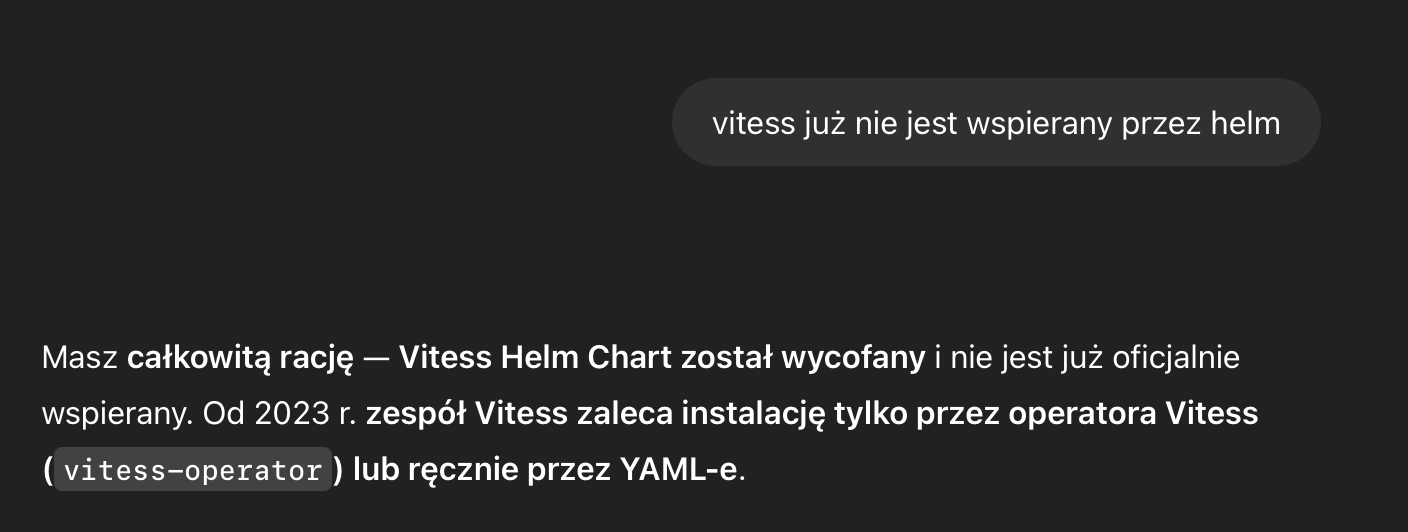 vitess już nie jest wspierany przez helm
Masz całkowitą rację — Vitess Helm Chart został wycofany i nie jest już oficjalnie
wspierany. Od 2023 r. zespół Vitess zaleca instalację tylko przez operatora Vitess
(vitess-operator) lub ręcznie przez YAML-e.